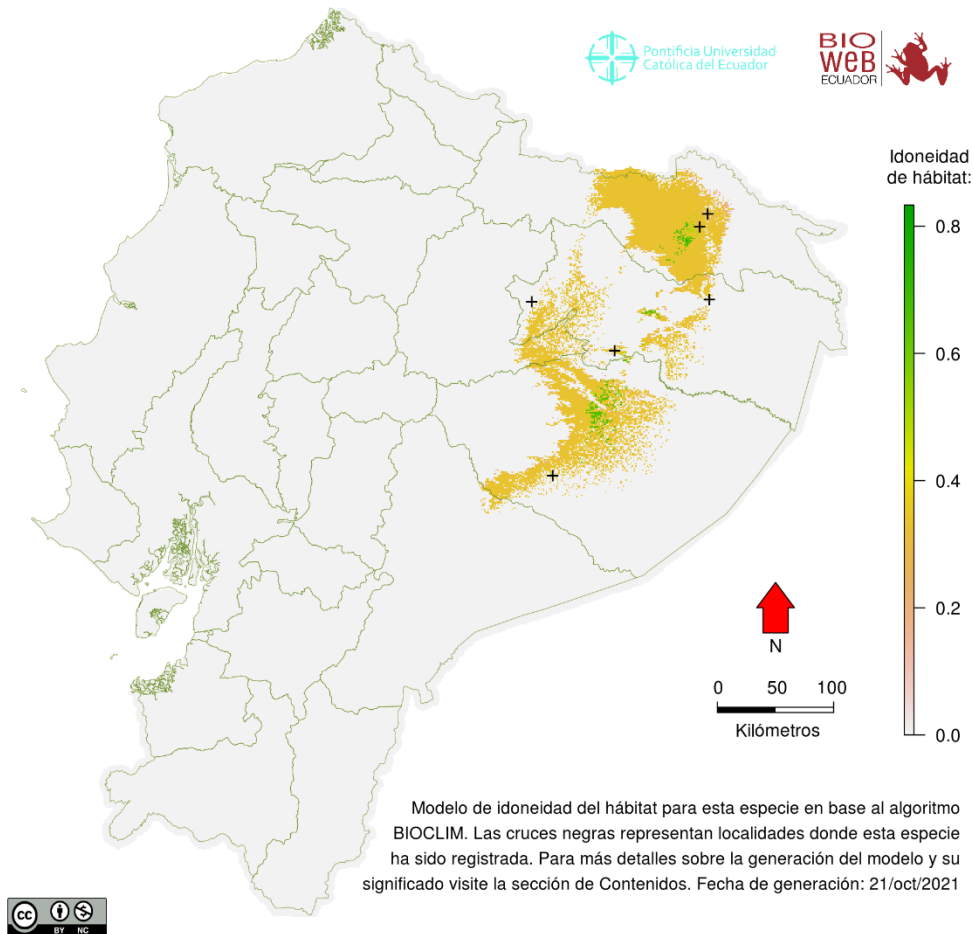 Pontificia Universidad
Católica del Ecuador
BIO
WEB
ECUADOR
Idoneidad
de hábitat:
0.8
0.6
0.4
0.2
0.0
N
0 50 100
Kilómetros
Modelo de idoneidad del hábitat para esta especie en base al algoritmo
BIOCLIM. Las cruces negras representan localidades donde esta especie
ha sido registrada. Para más detalles sobre la generación del modelo y su
significado visite la sección de Contenidos. Fecha de generación: 21/oct/2021
cc
BY NC